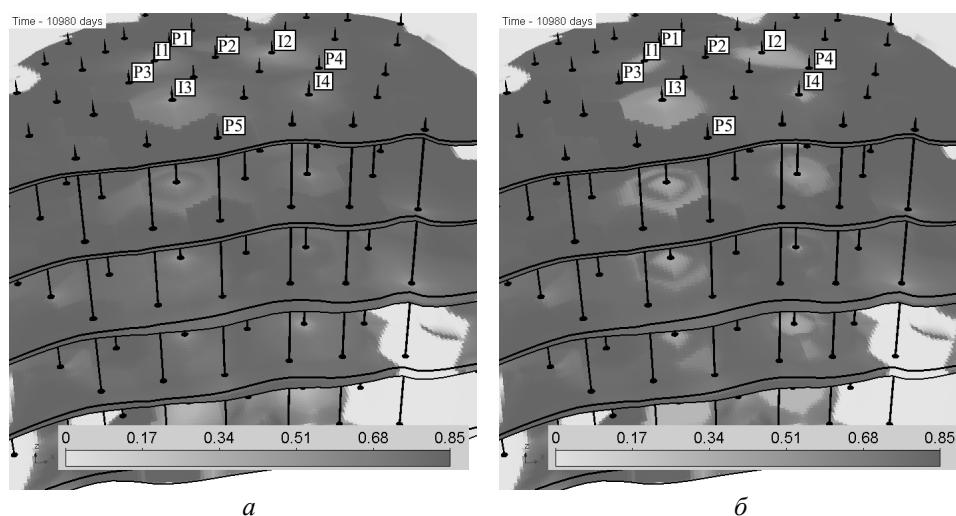 Time - 10980 days
P1
I1
P2
I2
P3
P4
I3
I4
P5
0 0.17 0.34 0.51 0.68 0.85
z
а
Time - 10980 days
P1
I1
P2
I2
P3
P4
I3
I4
P5
0 0.17 0.34 0.51 0.68 0.85
z
б